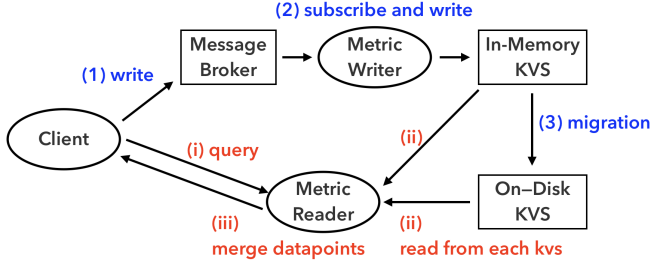 (2) subscribe and write
Message
Broker
Metric
Writer
In-Memory
KVS
(1) write
Client
(i) query
(ii)
(3) migration
Metric
Reader
On–Disk
KVS
(iii)
merge datapoints
(ii)
read from each kvs